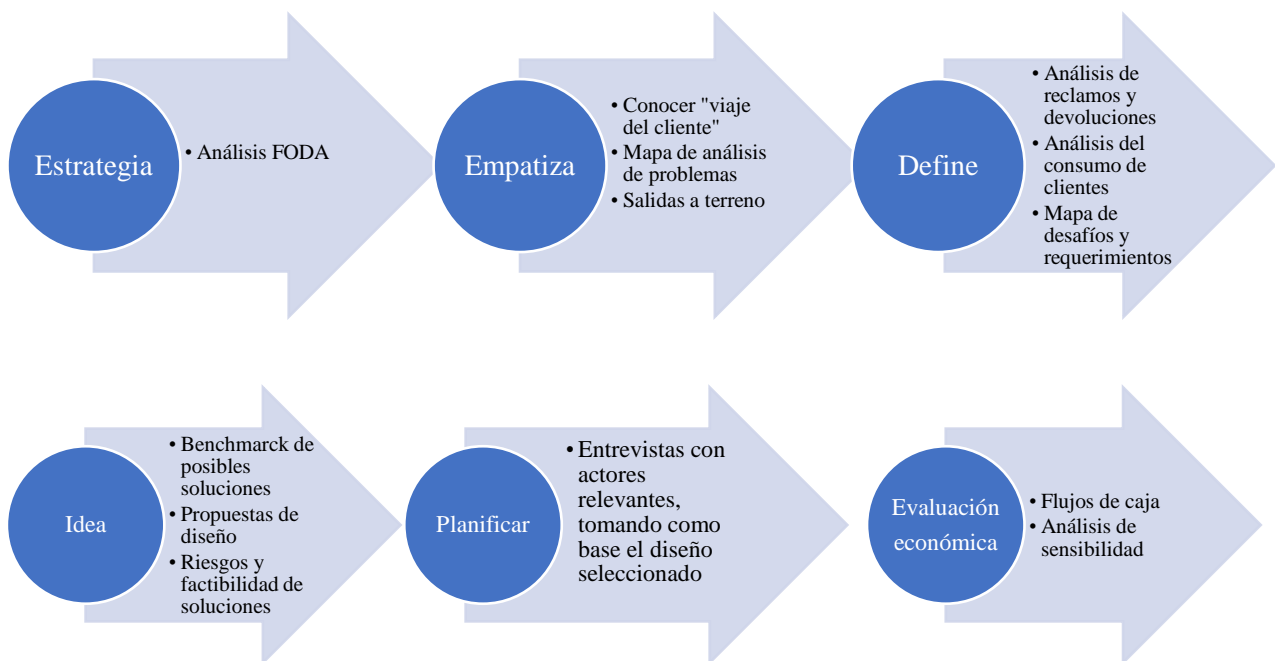 Estrategia
• Análisis FODA
Empatiza
• Conocer "viaje
del cliente"
• Mapa de análisis
de problemas
• Salidas a terreno
Define
• Análisis de
reclamos y
devoluciones
• Análisis del
consumo de
clientes
• Mapa de
desafíos y
requerimientos
Idea
• Benchmarck de
posibles
soluciones
• Propuestas de
diseño
• Riesgos y
factibilidad de
soluciones
Planificar
• Entrevistas con
actores
relevantes,
tomando como
base el diseño
seleccionado
Evaluación
económica
• Flujos de caja
• Análisis de
sensibilidad